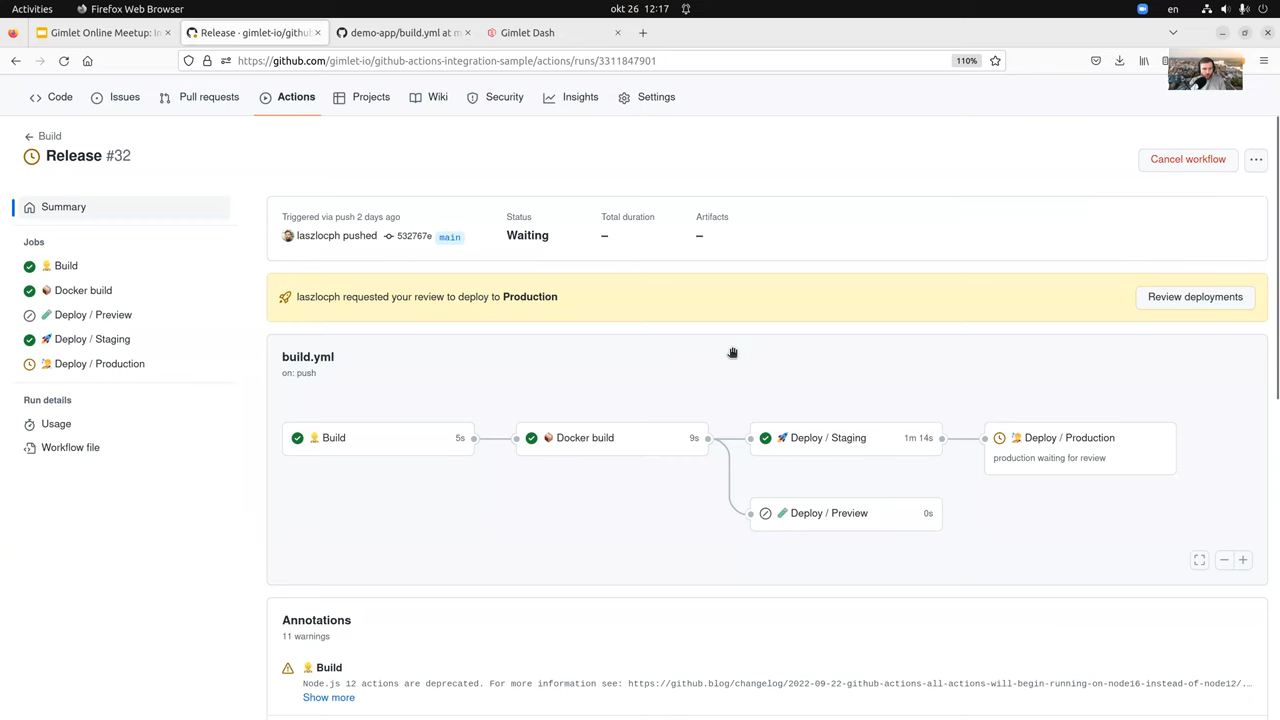 Activities Firefox Web Browser okt 26 12:17 en
Gimlet Online Meetup: In × Release · gimlet-io/githu × demo-app/build.yml at m × Gimlet Dash ×
https://github.com/gimlet-io/github-actions-integration-sample/actions/runs/3311847901 110%
Code Issues Pull requests Actions Projects Wiki Security Insights Settings
Build
Release #32
Cancel workflow
Summary
Jobs
Build
Docker build
Deploy / Preview
Deploy / Staging
Deploy / Production
Run details
Usage
Workflow file
Triggered via push 2 days ago
laszlocph pushed 532767e main
Status
Waiting
Total duration
–
Artifacts
–
laszlocph requested your review to deploy to Production
Review deployments
build.yml
on: push
Build 5s
Docker build 9s
Deploy / Staging 1m 14s
Deploy / Production
production waiting for review
Deploy / Preview 0s
Annotations
11 warnings
Build
Node.js 12 actions are deprecated. For more information see: https://github.blog/changelog/2022-09-22-github-actions-all-actions-will-begin-running-on-node16-instead-of-node12/...
Show more